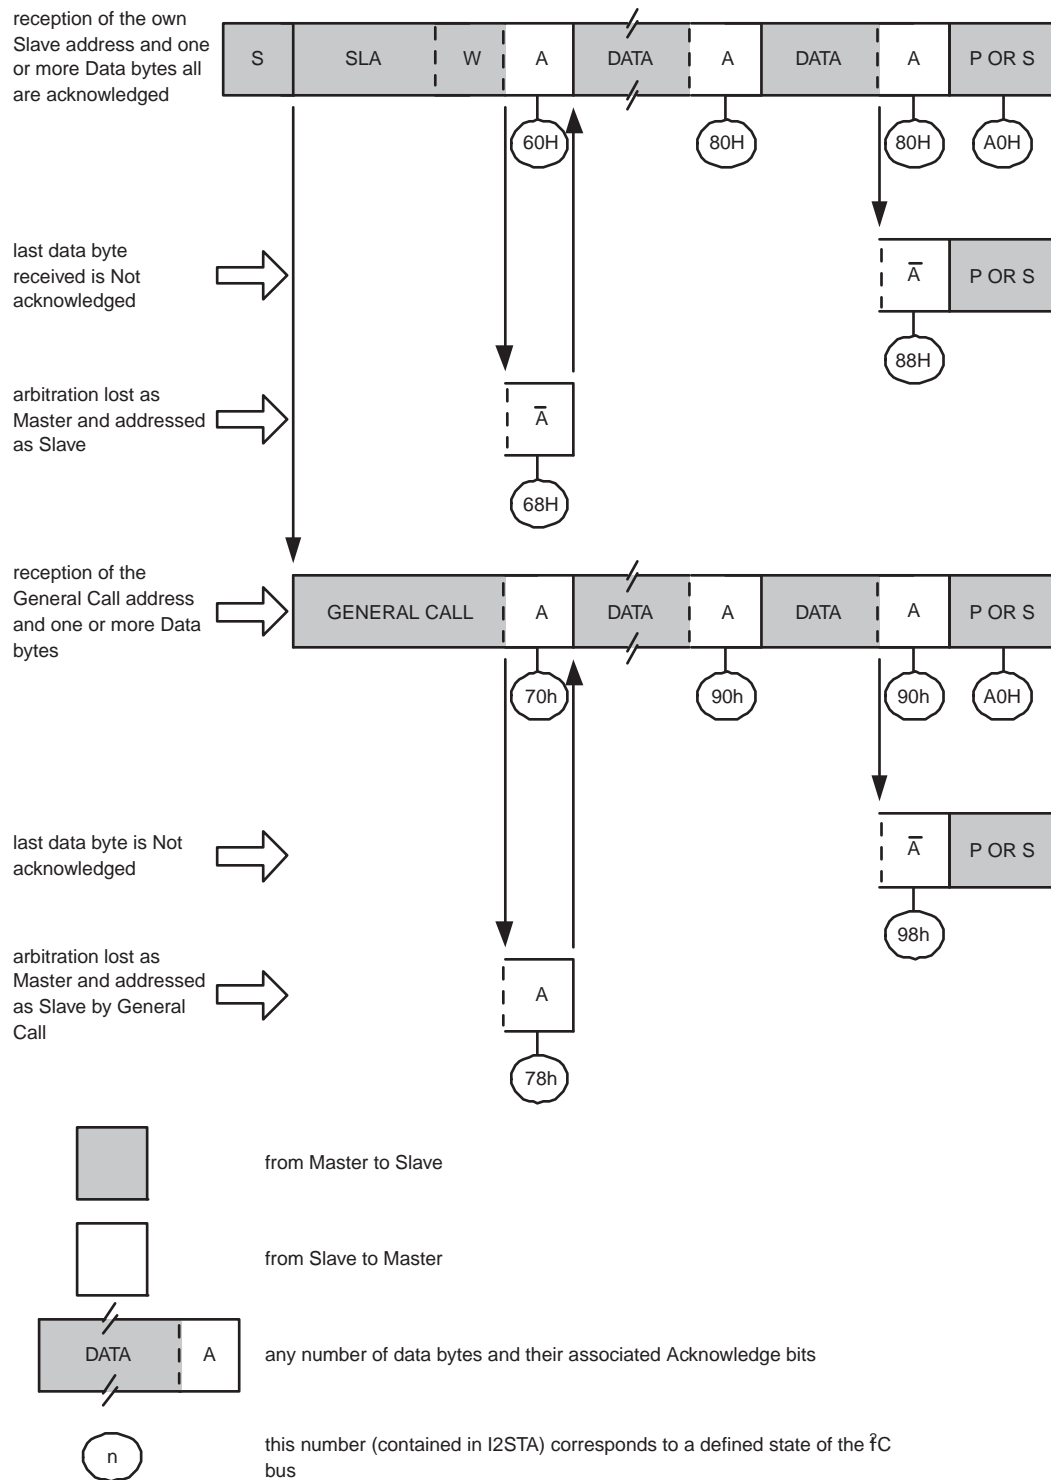 reception of the own
Slave address and one
or more Data bytes all
are acknowledged
S SLA W A DATA A DATA A P OR S
60H 80H 80H A0H
last data byte
received is Not
acknowledged
A̅ P OR S
88H
arbitration lost as
Master and addressed
as Slave
A̅
68H
reception of the
General Call address
and one or more Data
bytes
GENERAL CALL A DATA A DATA A P OR S
70h 90h 90h A0H
last data byte is Not
acknowledged
A̅ P OR S
98h
arbitration lost as
Master and addressed
as Slave by General
Call
A
78h
from Master to Slave
from Slave to Master
DATA A
any number of data bytes and their associated Acknowledge bits
n
this number (contained in I2STA) corresponds to a defined state of the I²C
bus